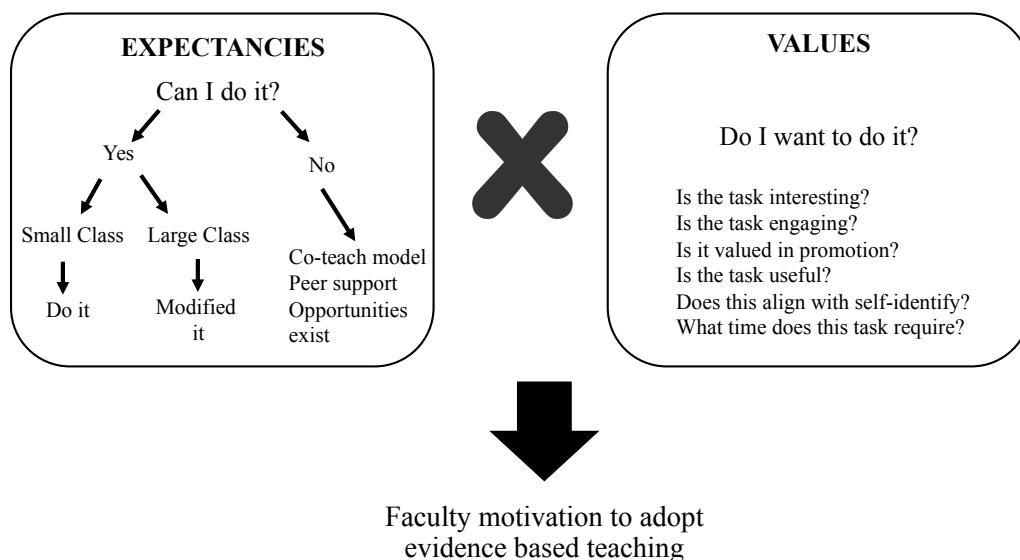 EXPECTANCIES
Can I do it?
Yes
No
Small Class
Large Class
Do it
Modified
it
Co-teach model
Peer support
Opportunities
exist
VALUES
Do I want to do it?
Is the task interesting?
Is the task engaging?
Is it valued in promotion?
Is the task useful?
Does this align with self-identify?
What time does this task require?
Faculty motivation to adopt
evidence based teaching